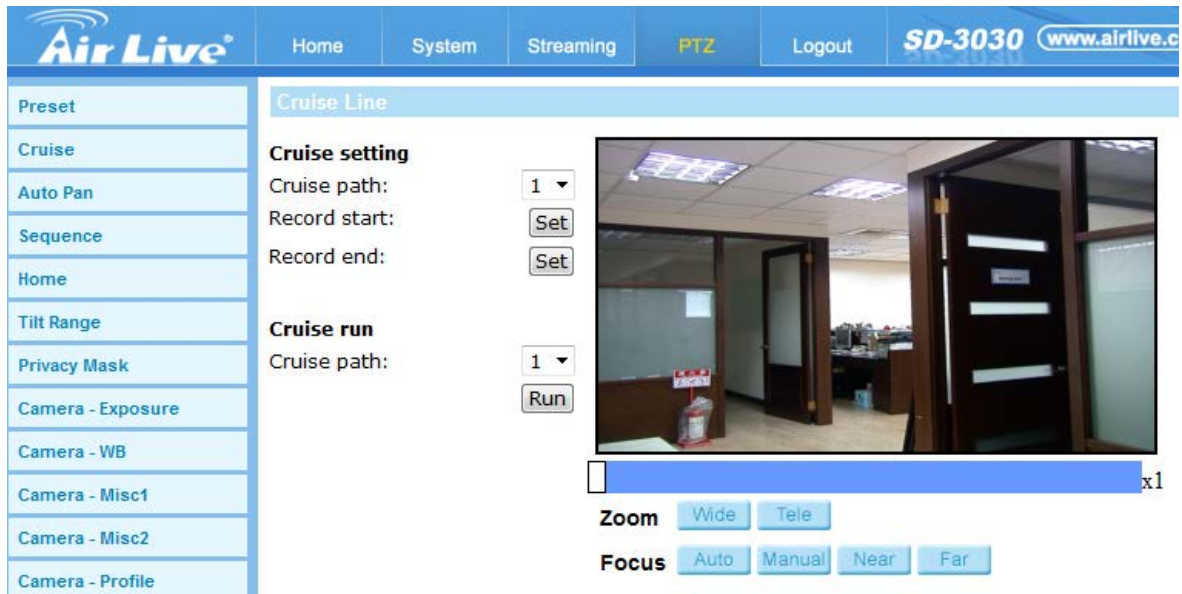 Air Live®
Home System Streaming PTZ Logout SD-3030 www.airlive.c
Preset
Cruise
Auto Pan
Sequence
Home
Tilt Range
Privacy Mask
Camera - Exposure
Camera - WB
Camera - Misc1
Camera - Misc2
Camera - Profile
Cruise Line
Cruise setting
Cruise path: 1
Record start: Set
Record end: Set
Cruise run
Cruise path: 1
Run
x1
Zoom Wide Tele
Focus Auto Manual Near Far